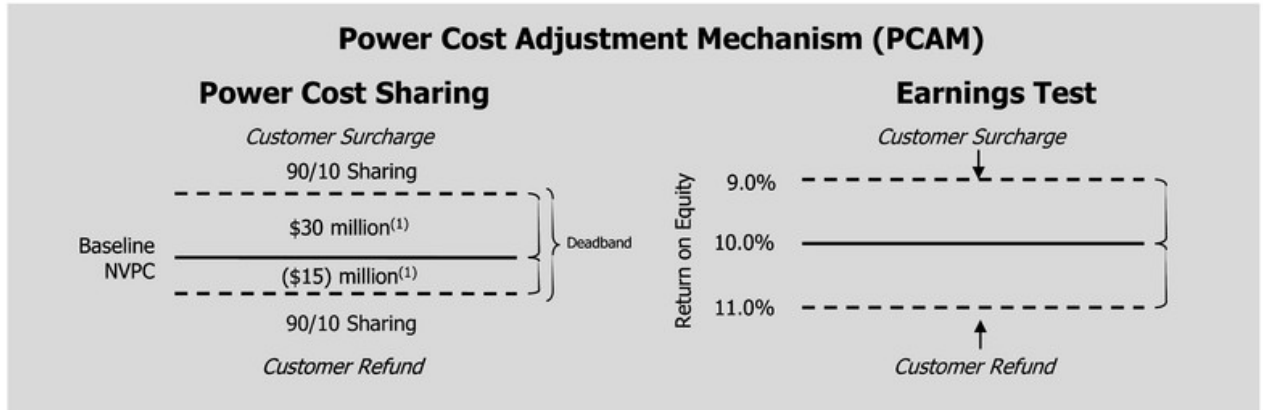 Power Cost Adjustment Mechanism (PCAM)
Power Cost Sharing
Customer Surcharge
90/10 Sharing
$30 million(1)
Baseline
NVPC
($15) million(1)
Deadband
90/10 Sharing
Customer Refund
Earnings Test
Customer Surcharge
Return on Equity
9.0%
10.0%
11.0%
Customer Refund